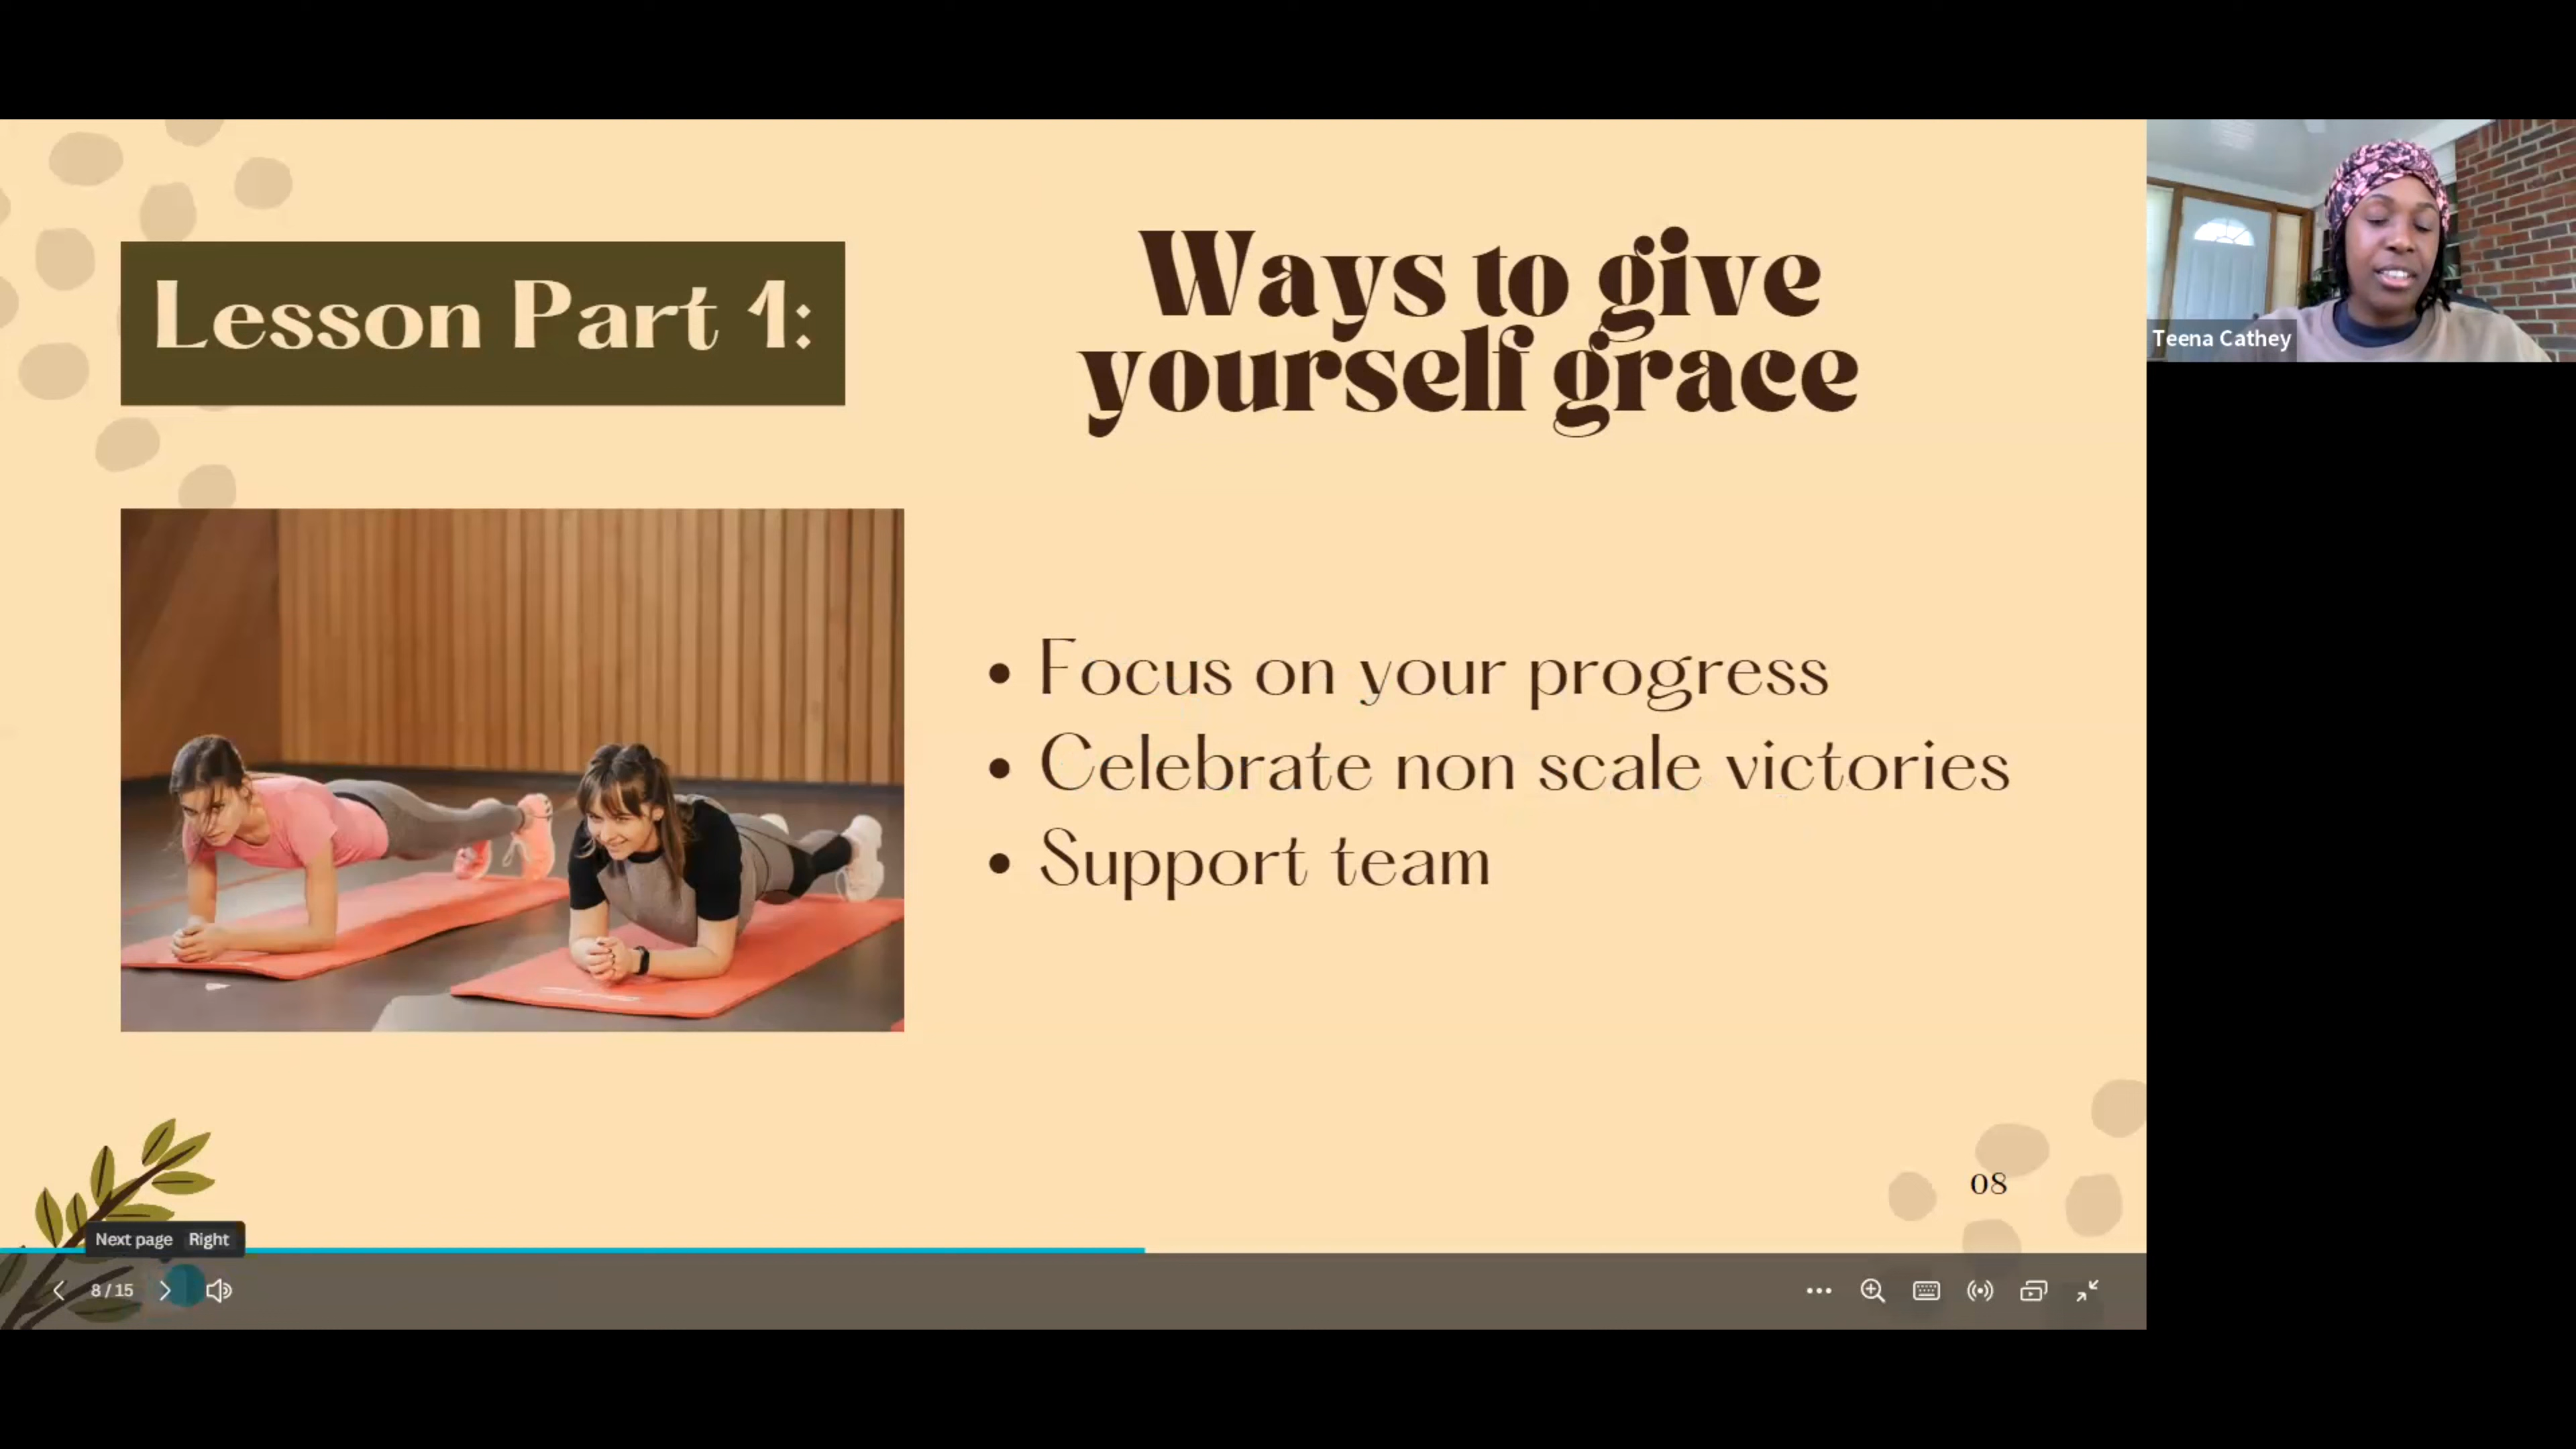 Lesson Part 1:
Ways to give
yourself grace
• Focus on your progress
• Celebrate non scale victories
• Support team
08
Next page Right
8 / 15
Teena Cathey